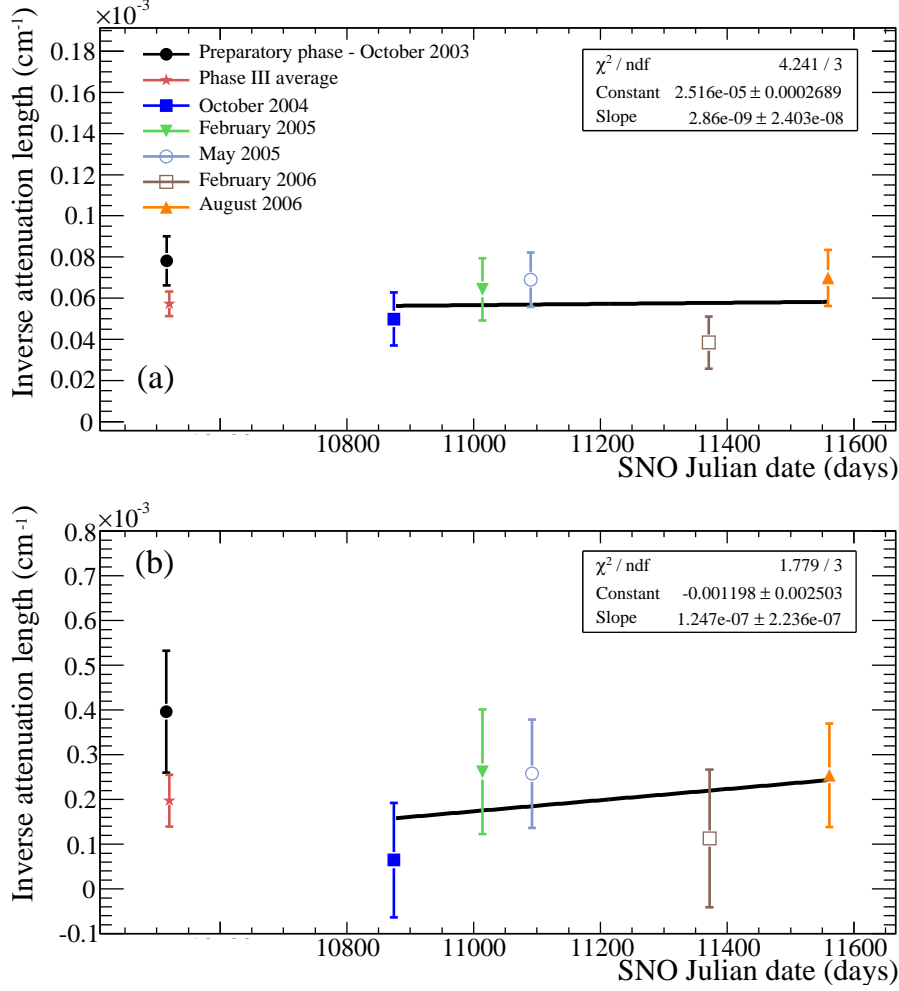 ×10⁻³
Inverse attenuation length (cm⁻¹)
0.18
0.16
0.14
0.12
0.1
0.08
0.06
0.04
0.02
0
Preparatory phase - October 2003
Phase III average
October 2004
February 2005
May 2005
February 2006
August 2006
χ² / ndf 4.241 / 3
Constant 2.516e-05 ± 0.0002689
Slope 2.86e-09 ± 2.403e-08
(a)
10800 11000 11200 11400 11600
SNO Julian date (days)
×10⁻³
Inverse attenuation length (cm⁻¹)
0.8
0.7
0.6
0.5
0.4
0.3
0.2
0.1
0
-0.1
(b)
χ² / ndf 1.779 / 3
Constant -0.001198 ± 0.002503
Slope 1.247e-07 ± 2.236e-07
10800 11000 11200 11400 11600
SNO Julian date (days)